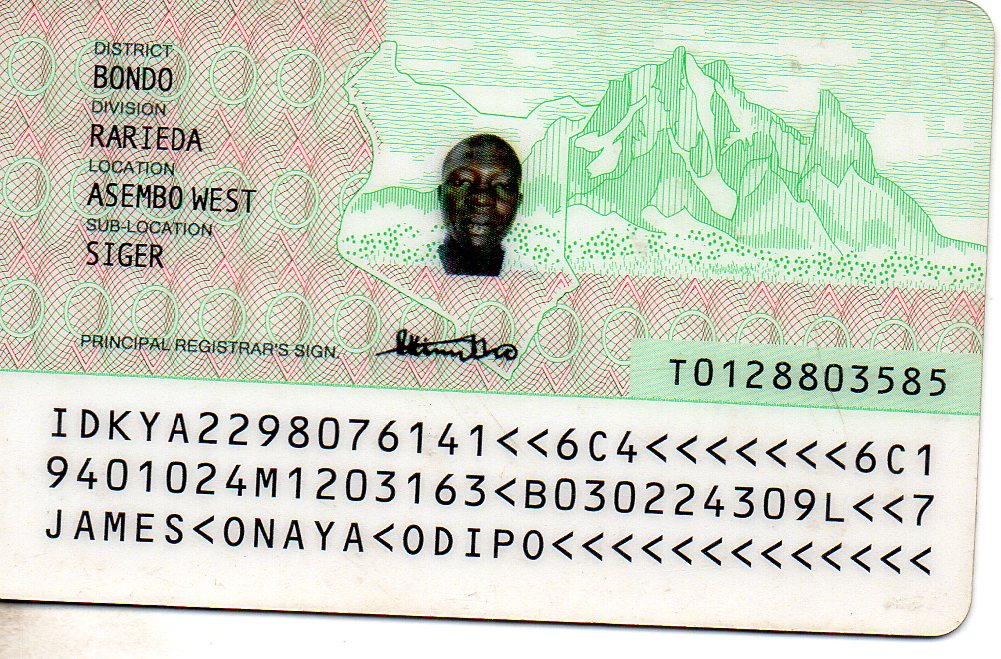 DISTRICT
BONDO
DIVISION
RARIEDA
LOCATION
ASEMBO WEST
SUB-LOCATION
SIGER
PRINCIPAL REGISTRAR'S SIGN.
T0128803585
IDKYA2298076141<<6C4<<<<<<<6C1
9401024M1203163<B030224309L<<7
JAMES<ONAYA<ODIPO<<<<<<<<<<<<<